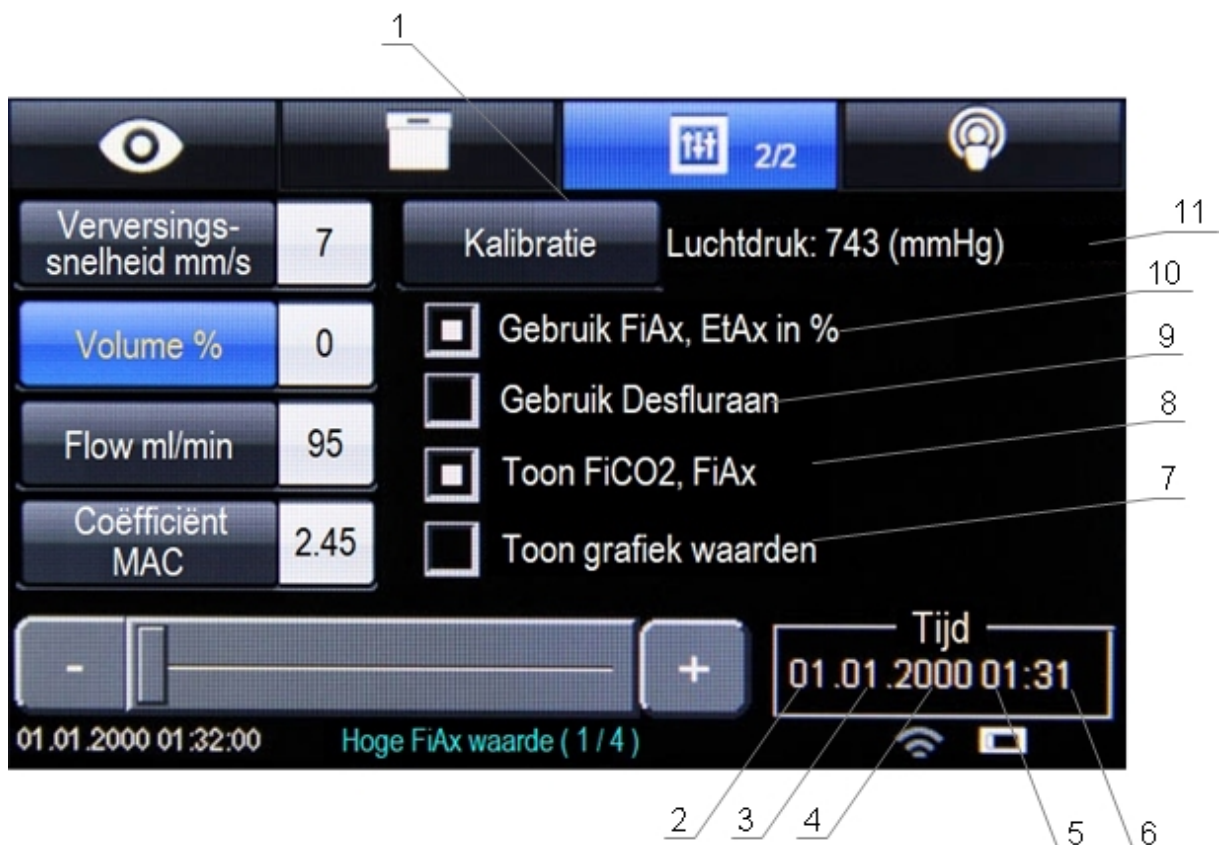 1
2/2
Verversings-
snelheid mm/s
7
Kalibratie
Luchtdruk: 743 (mmHg)
11
10
Volume %
0
Gebruik FiAx, EtAx in %
9
Gebruik Desfluraan
8
Flow ml/min
95
Toon FiCO2, FiAx
7
Coëfficiënt
MAC
2.45
Toon grafiek waarden
Tijd
- +
01.01.2000 01:31
01.01.2000 01:32:00
Hoge FiAx waarde ( 1 / 4 )
2 3 4 5 6